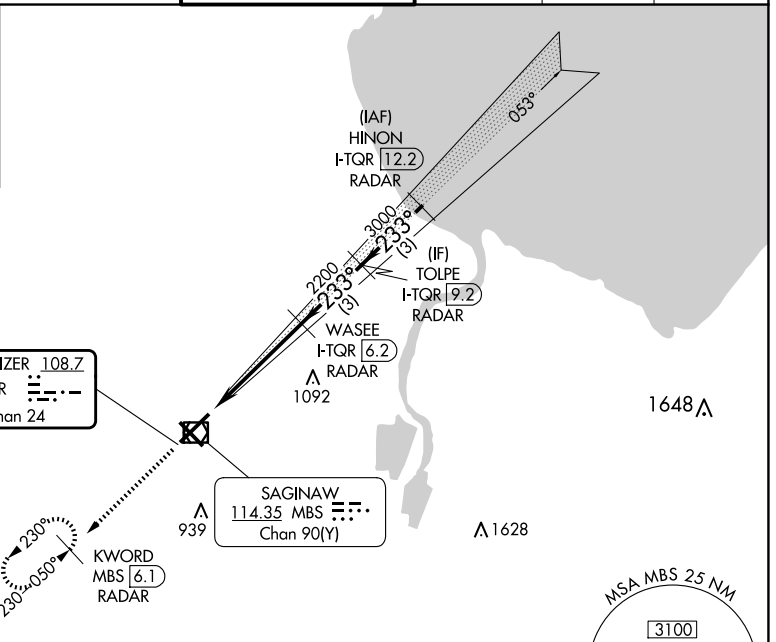 053°
(IAF)
HINON
I-TQR 12.2
RADAR
3000
233°
(3)
(IF)
TOLPE
I-TQR 9.2
RADAR
2200
233°
(3)
WASEE
I-TQR 6.2
RADAR
1092
1648
108.7
24
SAGINAW
114.35 MBS
Chan 90(Y)
939
1628
230°
050°
230
KWORD
MBS 6.1
RADAR
MSA MBS 25 NM
3100